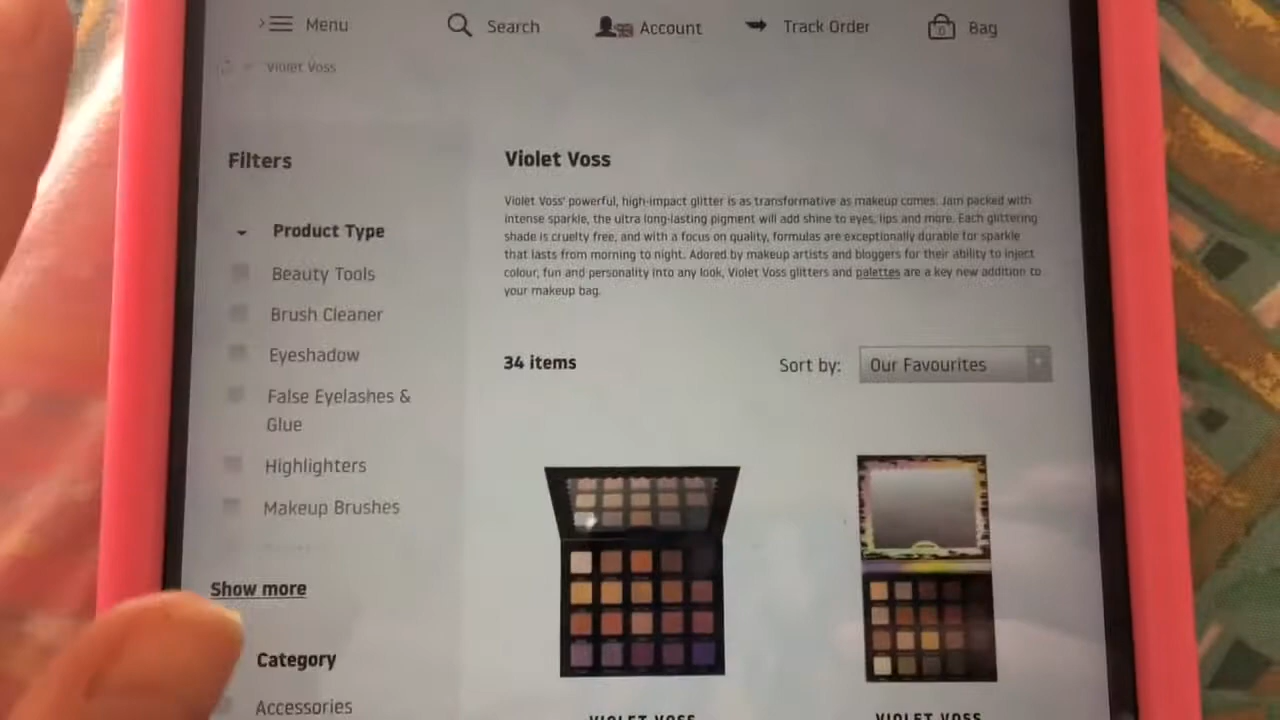 Menu
Search
Account
Track Order
0
Bag
Violet Voss
Filters
Product Type
Beauty Tools
Brush Cleaner
Eyeshadow
False Eyelashes &
Glue
Highlighters
Makeup Brushes
Show more
Category
Accessories
Violet Voss
Violet Voss' powerful, high-impact glitter is as transformative as makeup comes. Jam packed with
intense sparkle, the ultra long-lasting pigment will add shine to eyes, lips and more. Each glittering
shade is cruelty free, and with a focus on quality, formulas are exceptionally durable for sparkle
that lasts from morning to night. Adored by makeup artists and bloggers for their ability to inject
colour, fun and personality into any look, Violet Voss glitters and palettes are a key new addition to
your makeup bag.
34 items
Sort by:
Our Favourites
VIOLET VOSS
VIOLET VOSS